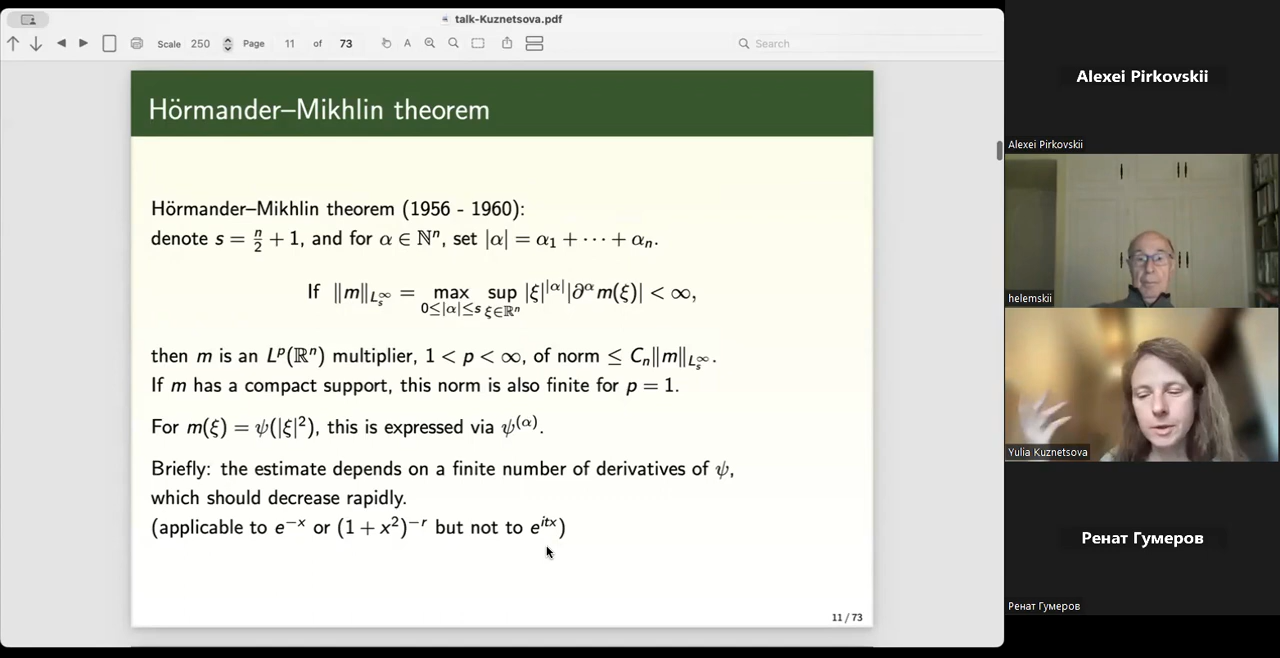 talk-Kuznetsova.pdf
Scale 250 Page 11 of 73 A Search
Hörmander–Mikhlin theorem
Hörmander–Mikhlin theorem (1956 - 1960):
denote s = n/2 + 1, and for α ∈ ℕⁿ, set |α| = α₁ + ⋯ + αₙ.
If ‖m‖_{L^∞_s} = max_{0≤|α|≤s} sup_{ξ∈ℝⁿ} |ξ|^{|α|} |∂^α m(ξ)| < ∞,
then m is an L^p(ℝⁿ) multiplier, 1 < p < ∞, of norm ≤ Cₙ‖m‖_{L^∞_s}.
If m has a compact support, this norm is also finite for p = 1.
For m(ξ) = ψ(|ξ|²), this is expressed via ψ^{(α)}.
Briefly: the estimate depends on a finite number of derivatives of ψ,
which should decrease rapidly.
(applicable to e^{−x} or (1 + x²)^{−r} but not to e^{itx})
11 / 73
Alexei Pirkovskii
Alexei Pirkovskii
helemskii
Yulia Kuznetsova
Ренат Гумеров
Ренат Гумеров